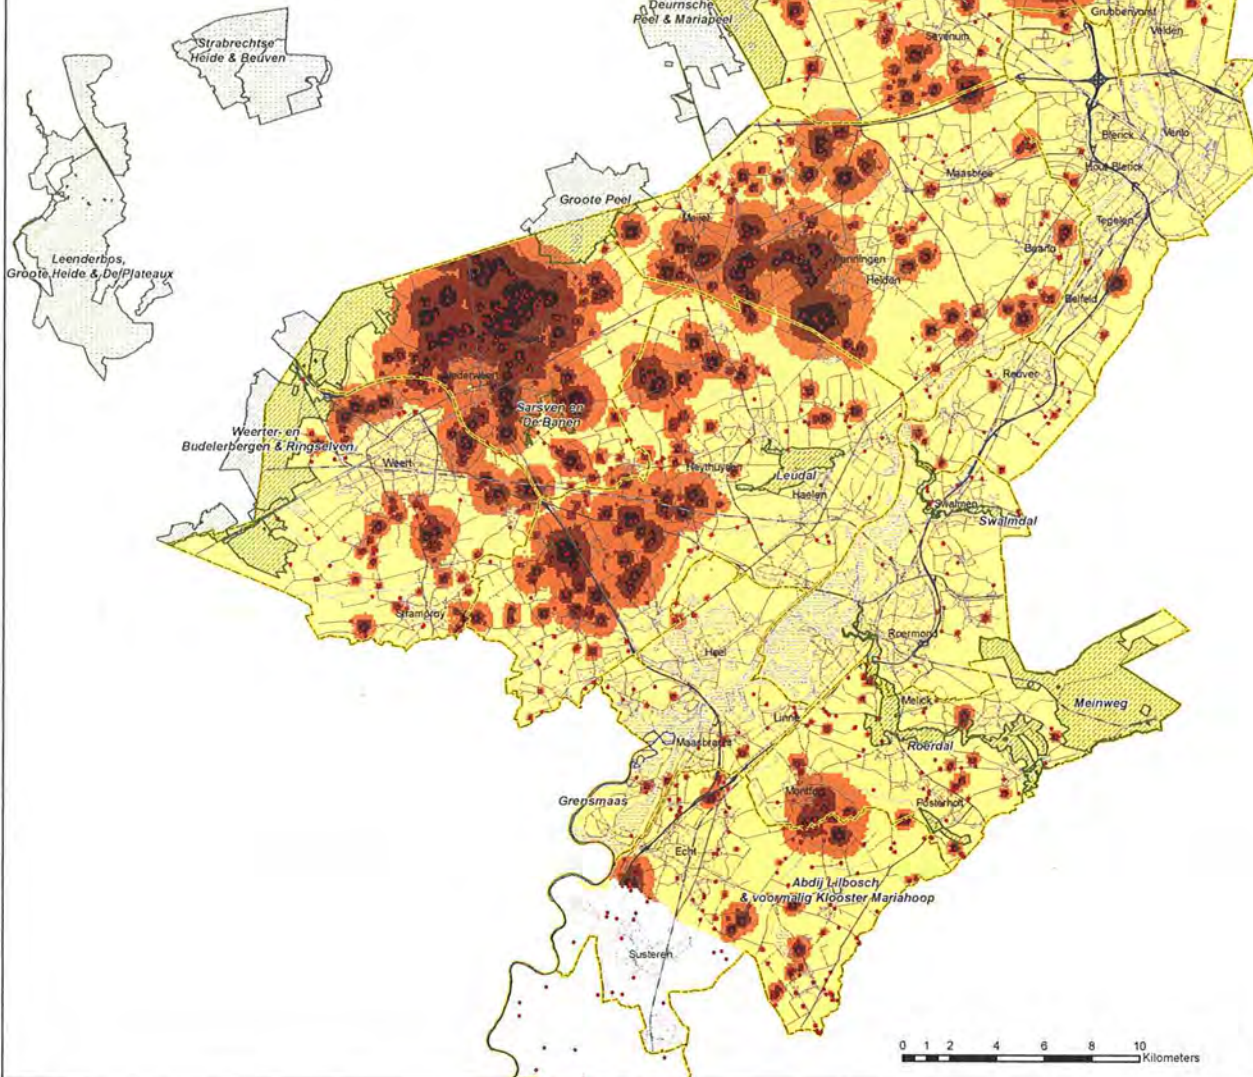 Deurnsche
Peel & Mariapeel
Grubbenvorst
Velden
Sevenum
Strabrechtse
Heide & Beuven
Blerick
Venlo
Hout-Blerick
Maasbree
Groote Peel
Meijel
Tegelen
Baarlo
Leenderbos,
Groote Heide & De Plateaux
Panningen
Helden
Belfeld
Reuver
Sarsven en
De Banen
Weerter- en
Budelerbergen & Ringselven
Weert
Heythuysen
Leudal
Haelen
Swalmen
Swalmdal
Stramproy
Roermond
Heel
Melick
Meinweg
Linne
Maasbracht
Roerdal
Grensmaas
Montfort
Posterholt
Echt
Abdij Lilbosch
& voormalig Klooster Mariahoop
Susteren
0 1 2 4 6 8 10
Kilometers